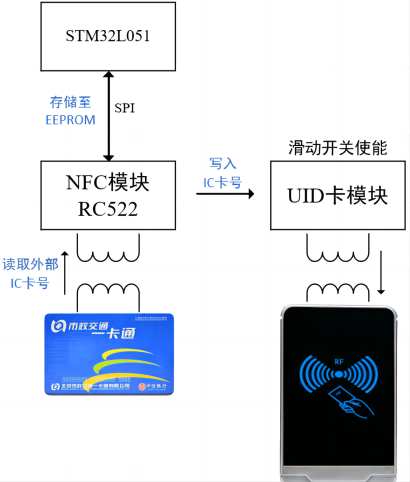 STM32L051
存储至
EEPROM
SPI
NFC模块
RC522
写入
IC卡号
滑动开关使能
UID卡模块
读取外部
IC卡号
市政交通
一卡通
RF